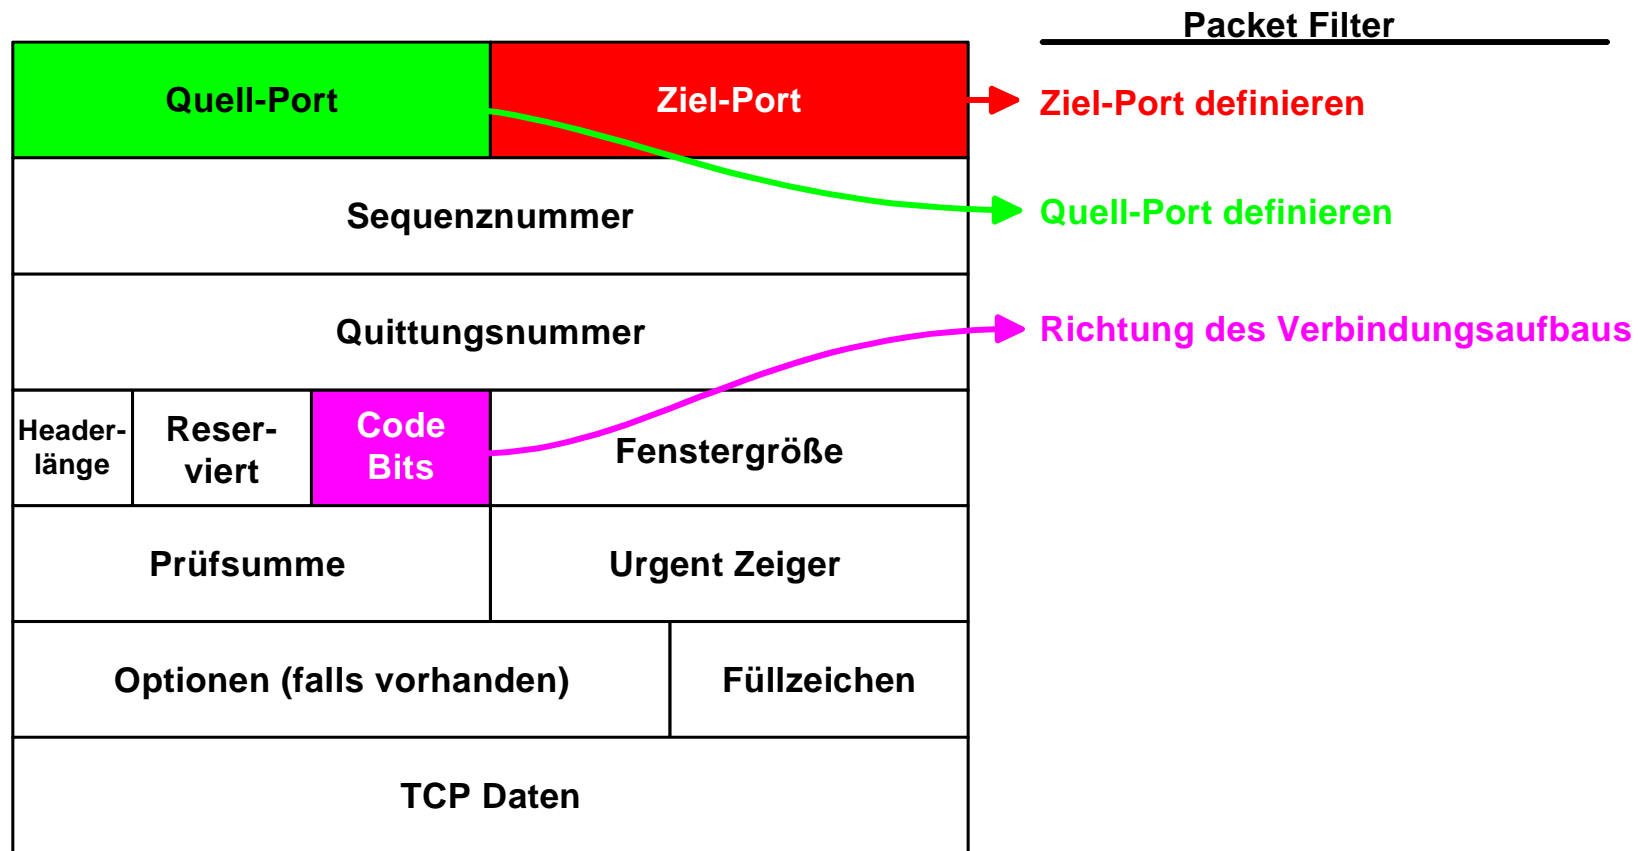 Packet Filter
Quell-Port
Ziel-Port
Ziel-Port definieren
Sequenznummer
Quell-Port definieren
Quittungsnummer
Richtung des Verbindungsaufbaus
Header-
länge
Reser-
viert
Code
Bits
Fenstergröße
Prüfsumme
Urgent Zeiger
Optionen (falls vorhanden)
Füllzeichen
TCP Daten